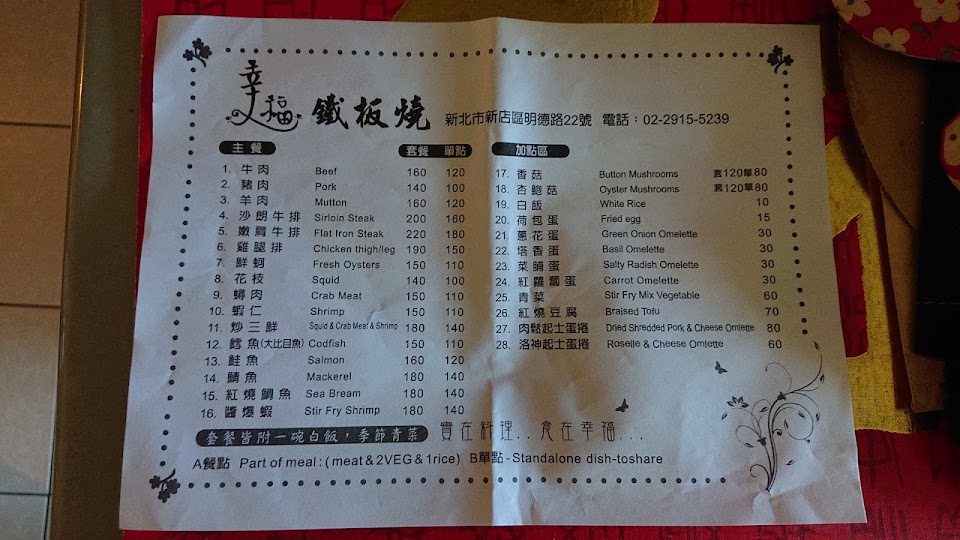 幸福 鐵板燒 新北市新店區明德路22號 電話：02-2915-5239
主餐 套餐 單點
1. 牛肉 Beef 160 120
2. 豬肉 Pork 140 100
3. 羊肉 Mutton 160 120
4. 沙朗牛排 Sirloin Steak 200 160
5. 嫩肩牛排 Flat Iron Steak 220 180
6. 雞腿排 Chicken thigh/leg 190 150
7. 鮮蚵 Fresh Oysters 150 110
8. 花枝 Squid 140 100
9. 蟳肉 Crab Meat 150 110
10. 蝦仁 Shrimp 150 110
11. 炒三鮮 Squid & Crab Meat & Shrimp 180 140
12. 鱈魚(大比目魚) Codfish 150 110
13. 鮭魚 Salmon 160 120
14. 鯖魚 Mackerel 180 140
15. 紅燒鯛魚 Sea Bream 180 140
16. 醬爆蝦 Stir Fry Shrimp 180 140
加點區
17. 香菇 Button Mushrooms 套120單80
18. 杏鮑菇 Oyster Mushrooms 套120單80
19. 白飯 White Rice 10
20. 荷包蛋 Fried egg 15
21. 蔥花蛋 Green Onion Omelette 30
22. 塔香蛋 Basil Omelette 30
23. 菜脯蛋 Salty Radish Omelette 30
24. 紅蘿蔔蛋 Carrot Omelette 30
25. 青菜 Stir Fry Mix Vegetable 60
26. 紅燒豆腐 Braised Tofu 70
27. 肉鬆起士蛋捲 Dried Shredded Pork & Cheese Omlette 80
28. 洛神起士蛋捲 Roselle & Cheese Omlette 60
套餐皆附一碗白飯，季節青菜 實在料理..食在幸福...
A餐點 Part of meal：(meat＆2VEG＆1rice) B單點-Standalone dish-toshare